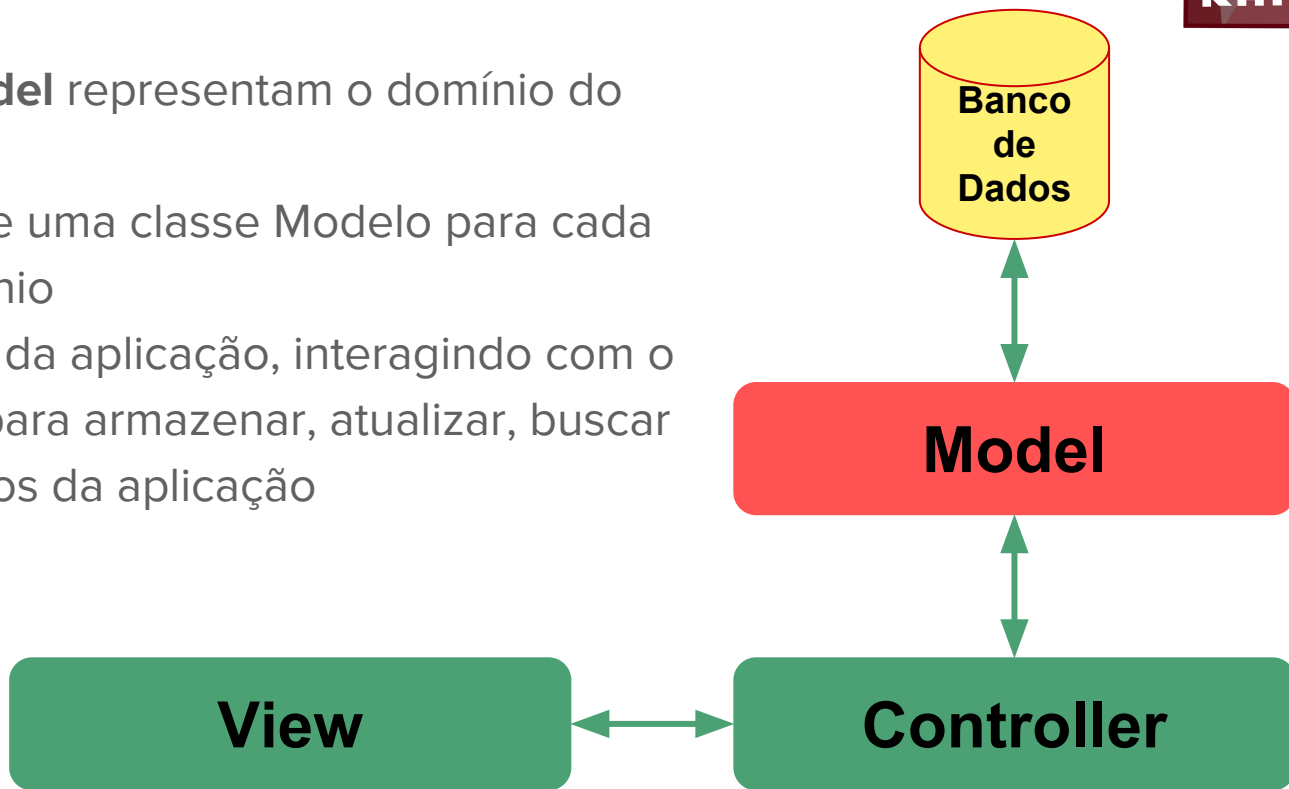 del representam o domínio do
e uma classe Modelo para cada
nio
da aplicação, interagindo com o
para armazenar, atualizar, buscar
os da aplicação
Banco
de
Dados
Model
View
Controller